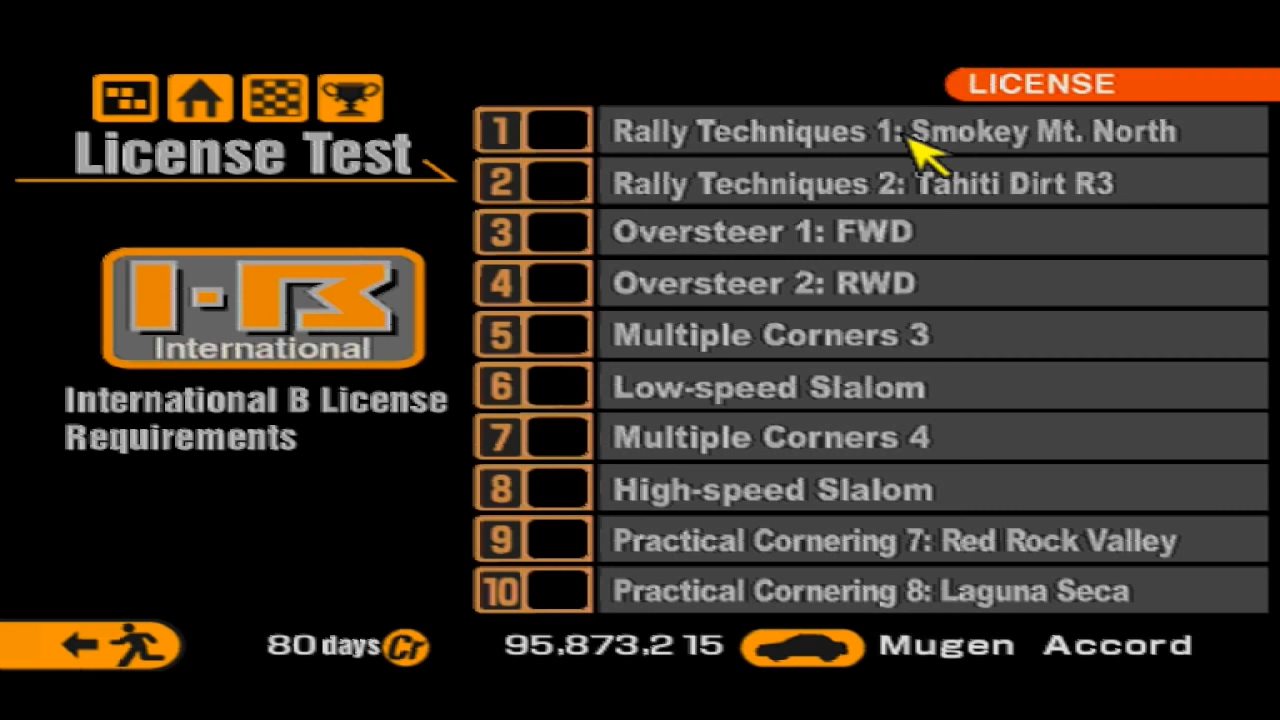 LICENSE
License Test
I-B
International
International B License
Requirements
1 Rally Techniques 1: Smokey Mt. North
2 Rally Techniques 2: Tahiti Dirt R3
3 Oversteer 1: FWD
4 Oversteer 2: RWD
5 Multiple Corners 3
6 Low-speed Slalom
7 Multiple Corners 4
8 High-speed Slalom
9 Practical Cornering 7: Red Rock Valley
10 Practical Cornering 8: Laguna Seca
80 days Cr 95,873,215 Mugen Accord